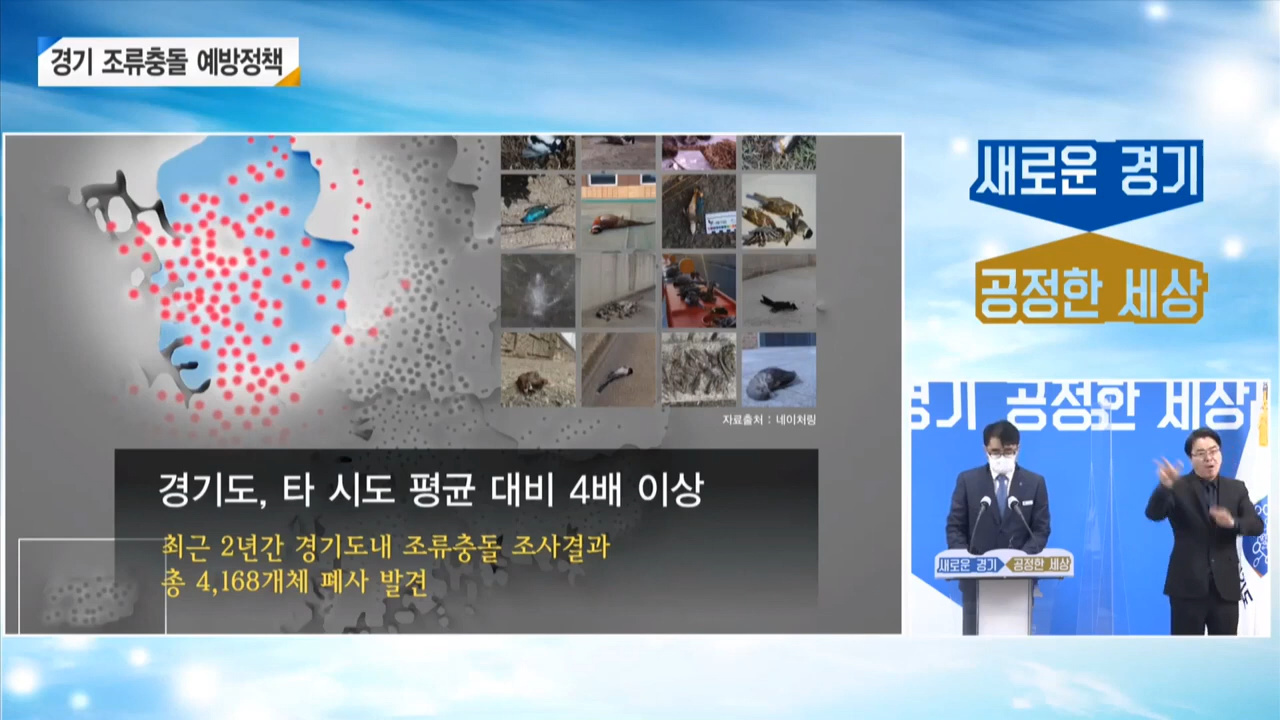 경기 조류충돌 예방정책
새로운 경기
공정한 세상
자료출처 : 네이처링
경기도, 타 시도 평균 대비 4배 이상
최근 2년간 경기도내 조류충돌 조사결과
총 4,168개체 폐사 발견
경기 공정한 세상
새로운 경기 공정한 세상